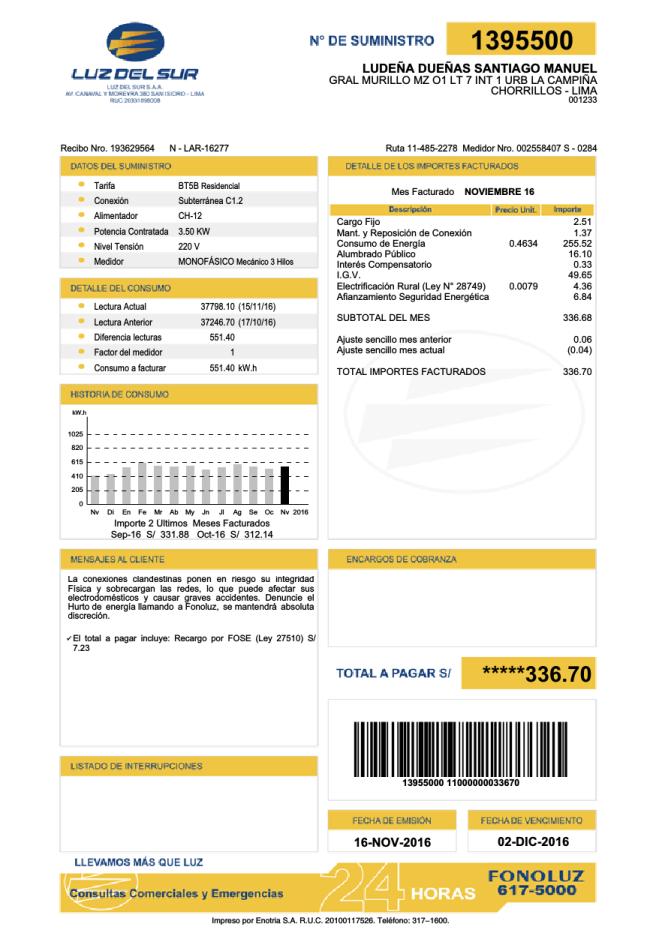 LUZ DEL SUR
LUZ DEL SUR S.A.A.
AV. CANAVAL Y MOREYRA 380 SAN ISIDRO - LIMA
RUC 20331898008
N° DE SUMINISTRO 1395500
LUDEÑA DUEÑAS SANTIAGO MANUEL
GRAL MURILLO MZ O1 LT 7 INT 1 URB LA CAMPIÑA
CHORRILLOS - LIMA
001233
Recibo Nro. 193629564 N - LAR-16277
Ruta 11-485-2278 Medidor Nro. 002558407 S - 0284
DATOS DEL SUMINISTRO
Tarifa BT5B Residencial
Conexión Subterránea C1.2
Alimentador CH-12
Potencia Contratada 3.50 KW
Nivel Tensión 220 V
Medidor MONOFÁSICO Mecánico 3 Hilos
DETALLE DEL CONSUMO
Lectura Actual 37798.10 (15/11/16)
Lectura Anterior 37246.70 (17/10/16)
Diferencia lecturas 551.40
Factor del medidor 1
Consumo a facturar 551.40 kW.h
HISTORIA DE CONSUMO
kW.h
1025
820
615
410
205
0
Nv Di En Fe Mr Ab My Jn Jl Ag Se Oc Nv 2016
Importe 2 Ultimos Meses Facturados
Sep-16 S/ 331.88 Oct-16 S/ 312.14
DETALLE DE LOS IMPORTES FACTURADOS
Mes Facturado NOVIEMBRE 16
Descripción Precio Unit. Importe
Cargo Fijo 2.51
Mant. y Reposición de Conexión 1.37
Consumo de Energía 0.4634 255.52
Alumbrado Público 16.10
Interés Compensatorio 0.33
I.G.V. 49.65
Electrificación Rural (Ley N° 28749) 0.0079 4.36
Afianzamiento Seguridad Energética 6.84
SUBTOTAL DEL MES 336.68
Ajuste sencillo mes anterior 0.06
Ajuste sencillo mes actual (0.04)
TOTAL IMPORTES FACTURADOS 336.70
MENSAJES AL CLIENTE
La conexiones clandestinas ponen en riesgo su integridad
Física y sobrecargan las redes, lo que puede afectar sus
electrodomésticos y causar graves accidentes. Denuncie el
Hurto de energía llamando a Fonoluz, se mantendrá absoluta
discreción.
✓El total a pagar incluye: Recargo por FOSE (Ley 27510) S/
7.23
ENCARGOS DE COBRANZA
TOTAL A PAGAR S/ *****336.70
13955000 11000000033670
LISTADO DE INTERRUPCIONES
FECHA DE EMISIÓN FECHA DE VENCIMIENTO
16-NOV-2016 02-DIC-2016
LLEVAMOS MÁS QUE LUZ
Consultas Comerciales y Emergencias
24 HORAS
FONOLUZ
617-5000
Impreso por Enotria S.A. R.U.C. 20100117526. Teléfono: 317-1600.